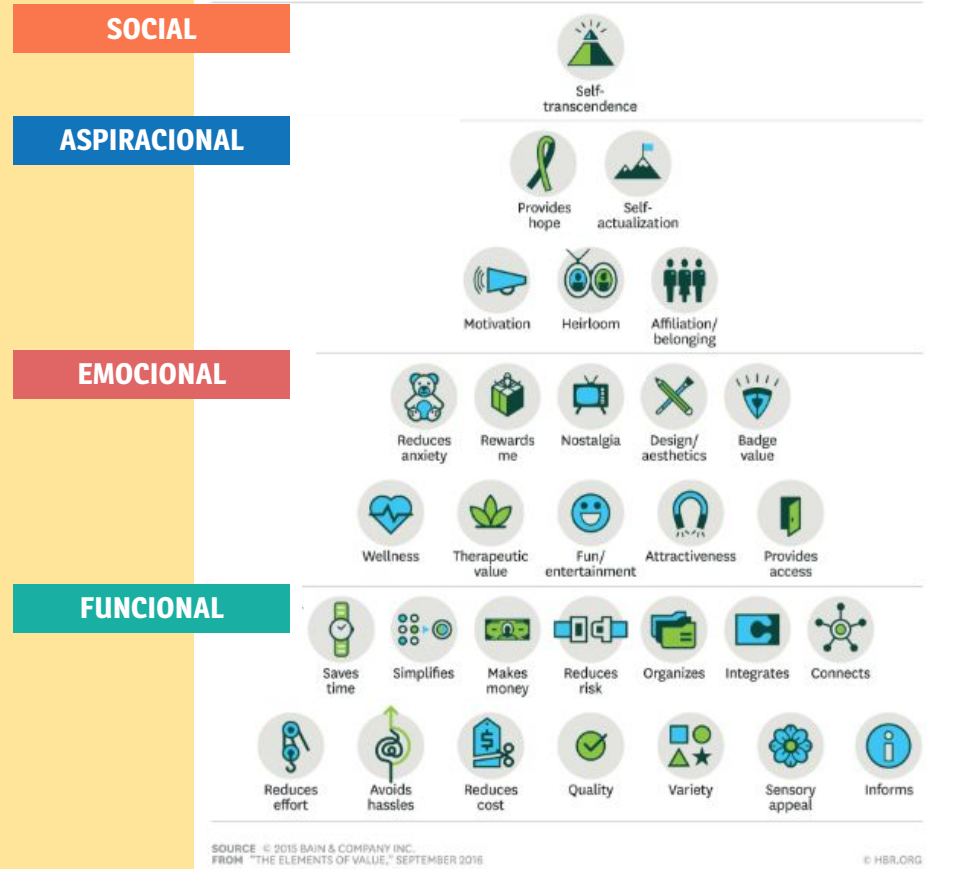 SOCIAL
Self-
transcendence
ASPIRACIONAL
Provides
hope
Self-
actualization
Motivation
Heirloom
Affiliation/
belonging
EMOCIONAL
Reduces
anxiety
Rewards
me
Nostalgia
Design/
aesthetics
Badge
value
Wellness
Therapeutic
value
Fun/
entertainment
Attractiveness
Provides
access
FUNCIONAL
Saves
time
Simplifies
Makes
money
Reduces
risk
Organizes
Integrates
Connects
Reduces
effort
Avoids
hassles
$
Reduces
cost
Quality
Variety
Sensory
appeal
Informs
SOURCE © 2015 BAIN & COMPANY INC.
FROM "THE ELEMENTS OF VALUE," SEPTEMBER 2016
© HBR.ORG